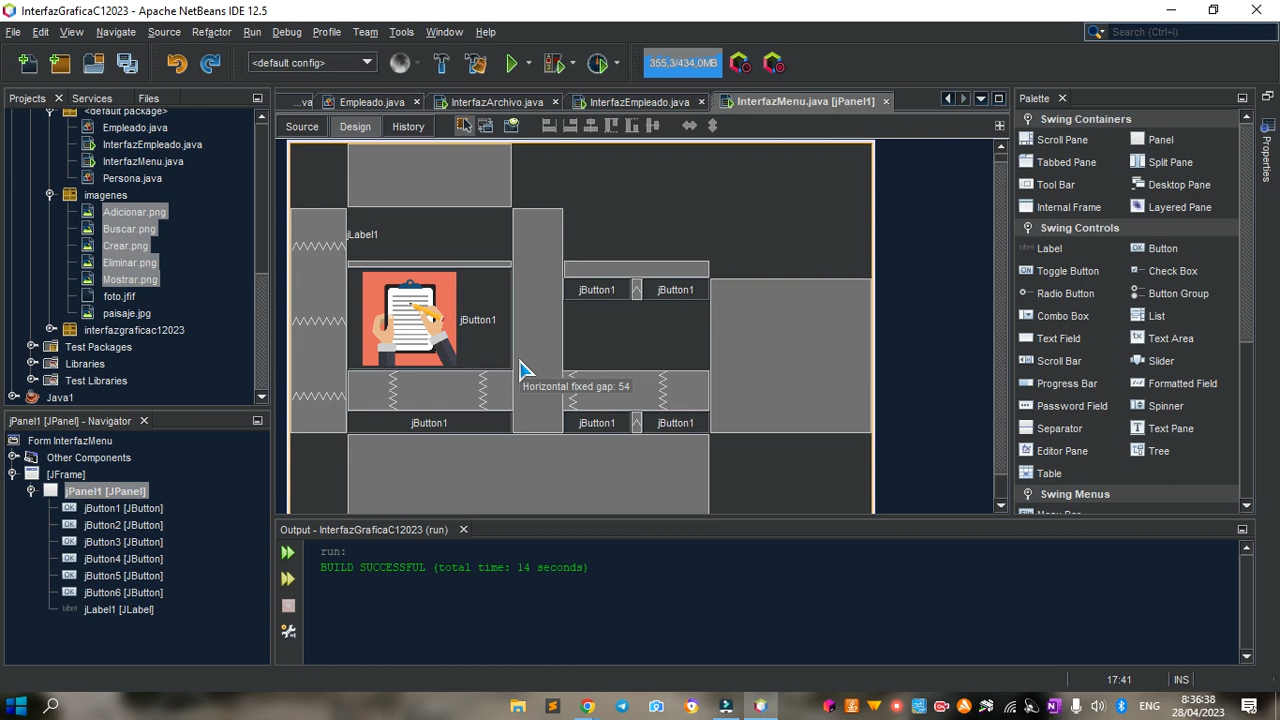 InterfazGraficaC12023 - Apache NetBeans IDE 12.5
File Edit View Navigate Source Refactor Run Debug Profile Team Tools Window Help
Search (Ctrl+I)
<default config>
355,3/434,0MB
Projects Services Files
...va Empleado.java InterfazArchivo.java InterfazEmpleado.java InterfazMenu.java [jPanel1]
Palette
Source Design History
<default package>
Empleado.java
InterfazEmpleado.java
InterfazMenu.java
Persona.java
imagenes
Adicionar.png
Buscar.png
Crear.png
Eliminar.png
Mostrar.png
foto.jfif
paisaje.jpg
interfazgraficac12023
Test Packages
Libraries
Test Libraries
Java1
jPanel1 [JPanel] - Navigator
Form InterfazMenu
Other Components
[JFrame]
jPanel1 [JPanel]
jButton1 [JButton]
jButton2 [JButton]
jButton3 [JButton]
jButton4 [JButton]
jButton5 [JButton]
jButton6 [JButton]
jLabel1 [JLabel]
jLabel1
jButton1 jButton1
jButton1
Horizontal fixed gap: 54
jButton1 jButton1 jButton1
Swing Containers
Scroll Pane Panel
Tabbed Pane Split Pane
Tool Bar Desktop Pane
Internal Frame Layered Pane
Swing Controls
Label Button
Toggle Button Check Box
Radio Button Button Group
Combo Box List
Text Field Text Area
Scroll Bar Slider
Progress Bar Formatted Field
Password Field Spinner
Separator Text Pane
Editor Pane Tree
Table
Swing Menus
Properties
Output - InterfazGraficaC12023 (run)
run:
BUILD SUCCESSFUL (total time: 14 seconds)
17:41 INS
8:36:38
28/04/2023
ENG